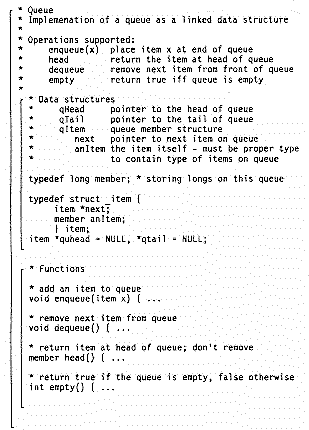 * Queue
* Implemenation of a queue as a linked data structure
*
* Operations supported:
* enqueue(x) place item x at end of queue
* head return the item at head of queue
* dequeue remove next item from front of queue
* empty return true iff queue is empty
*
* Data structures
* qHead pointer to the head of queue
* qTail pointer to the tail of queue
* qItem queue member structure
* next pointer to next item on queue
* anItem the item itself - must be proper type
* to contain type of items on queue
typedef long member; * storing longs on this queue
typedef struct _item {
item *next;
member anItem;
} item;
item *quhead = NULL, *qtail = NULL;
* Functions
* add an item to queue
void enqueue(item x) { ...
* remove next item from queue
void dequeue() { ...
* return item at head of queue; don't remove
member head() { ...
* return true if the queue is empty, false otherwise
int empty() { ...